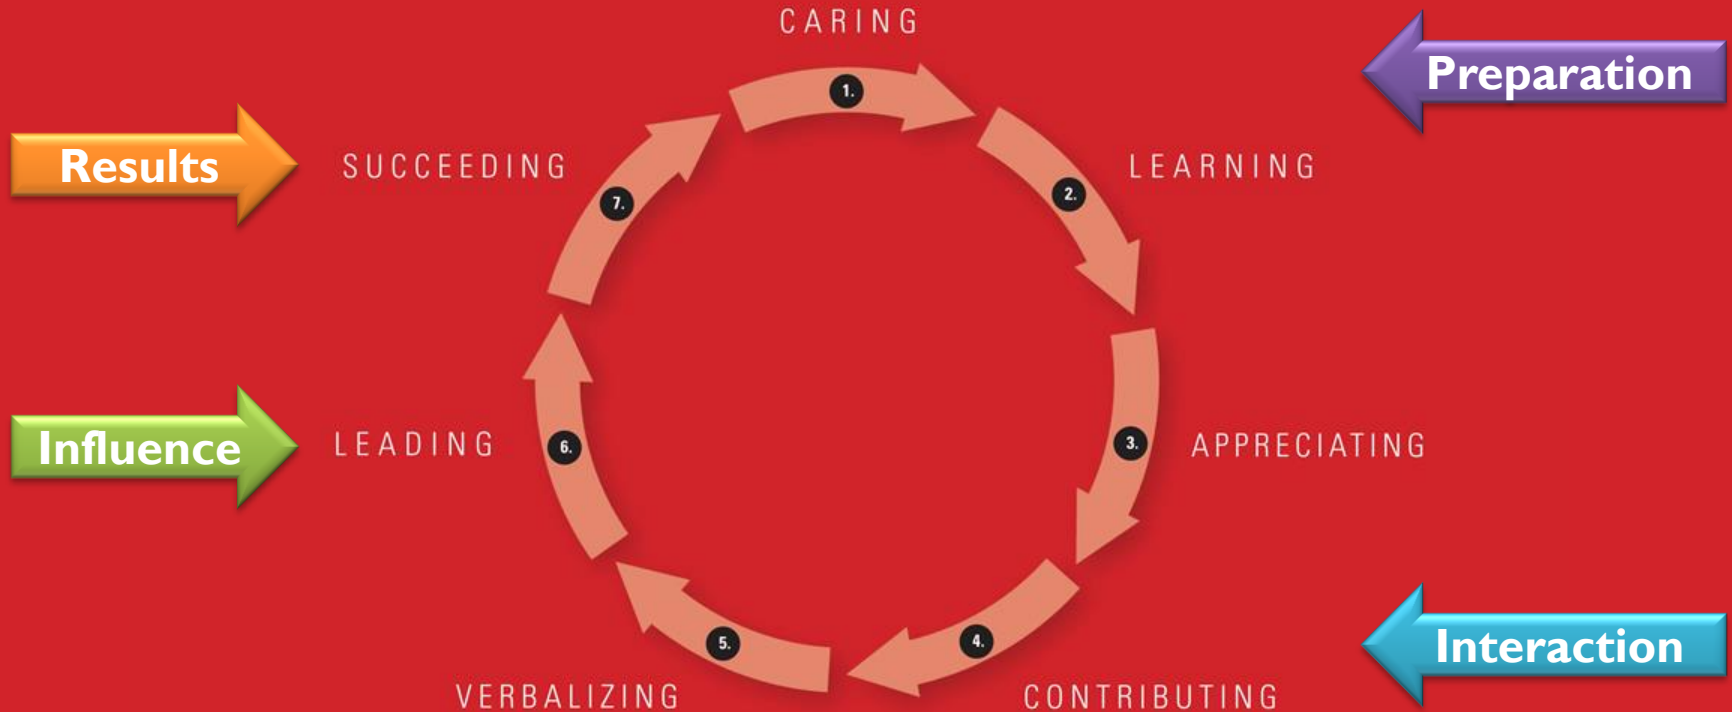 CARING
1.
Preparation
Results
SUCCEEDING
7.
2.
LEARNING
Influence
LEADING
6.
3.
APPRECIATING
5.
4.
Interaction
VERBALIZING
CONTRIBUTING